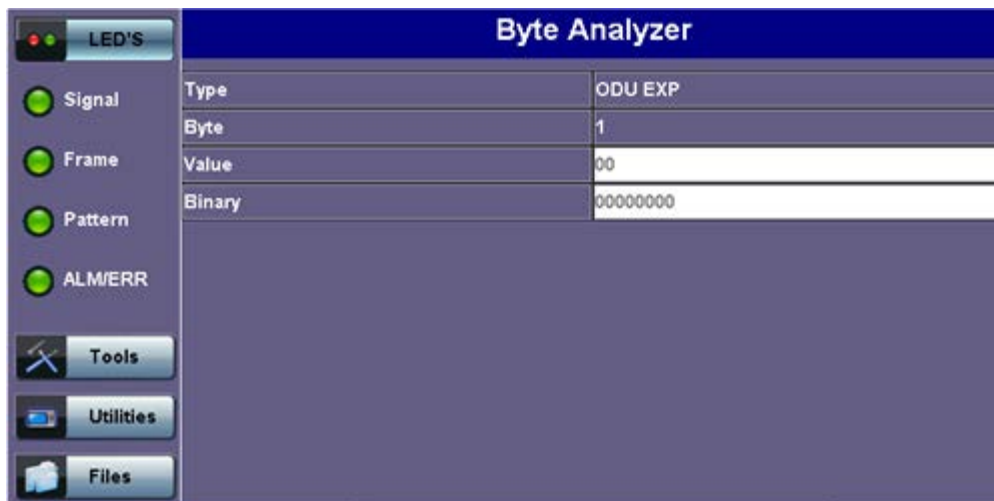 LED'S
Signal
Frame
Pattern
ALM/ERR
Tools
Utilities
Files
Byte Analyzer
Type ODU EXP
Byte 1
Value 00
Binary 00000000